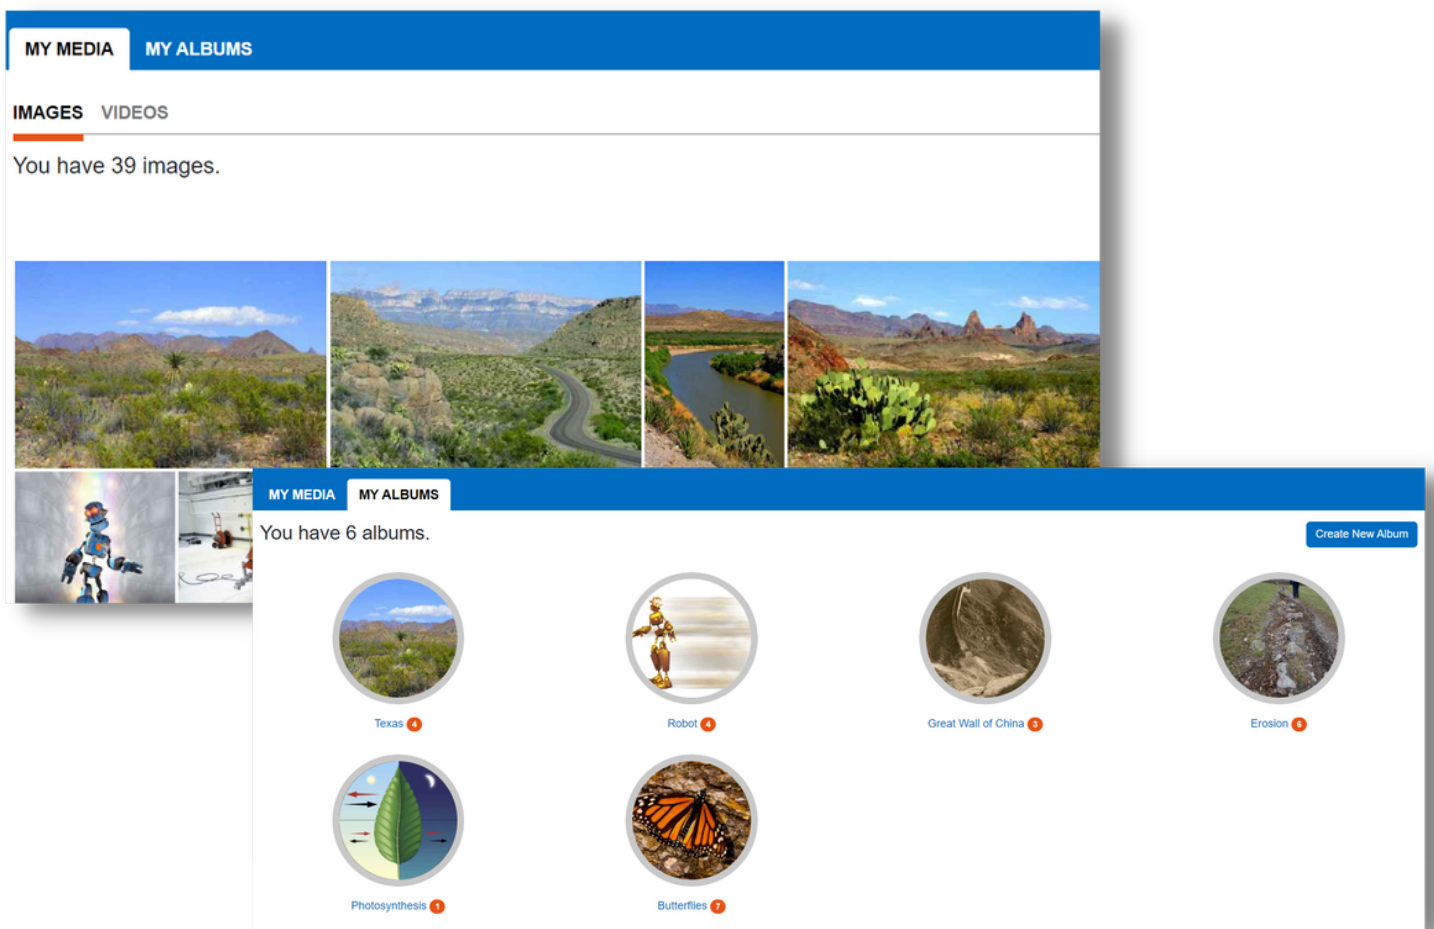 MY MEDIA MY ALBUMS
IMAGES VIDEOS
You have 39 images.
MY MEDIA MY ALBUMS
You have 6 albums. Create New Album
Texas 4 Robot 4 Great Wall of China 3 Erosion 6
Photosynthesis 1 Butterflies 7